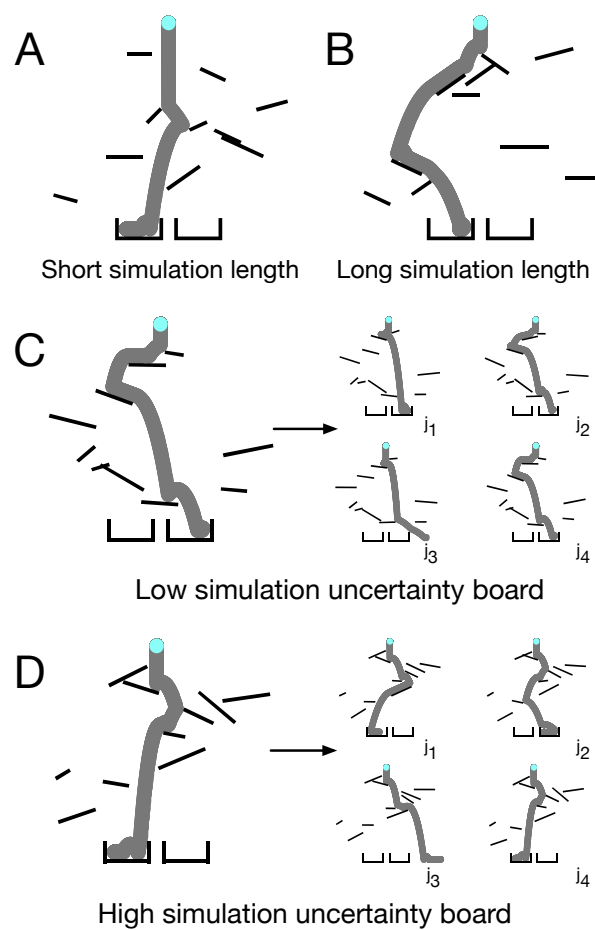 A
B
Short simulation length
Long simulation length
C
j1
j2
j3
j4
Low simulation uncertainty board
D
j1
j2
j3
j4
High simulation uncertainty board